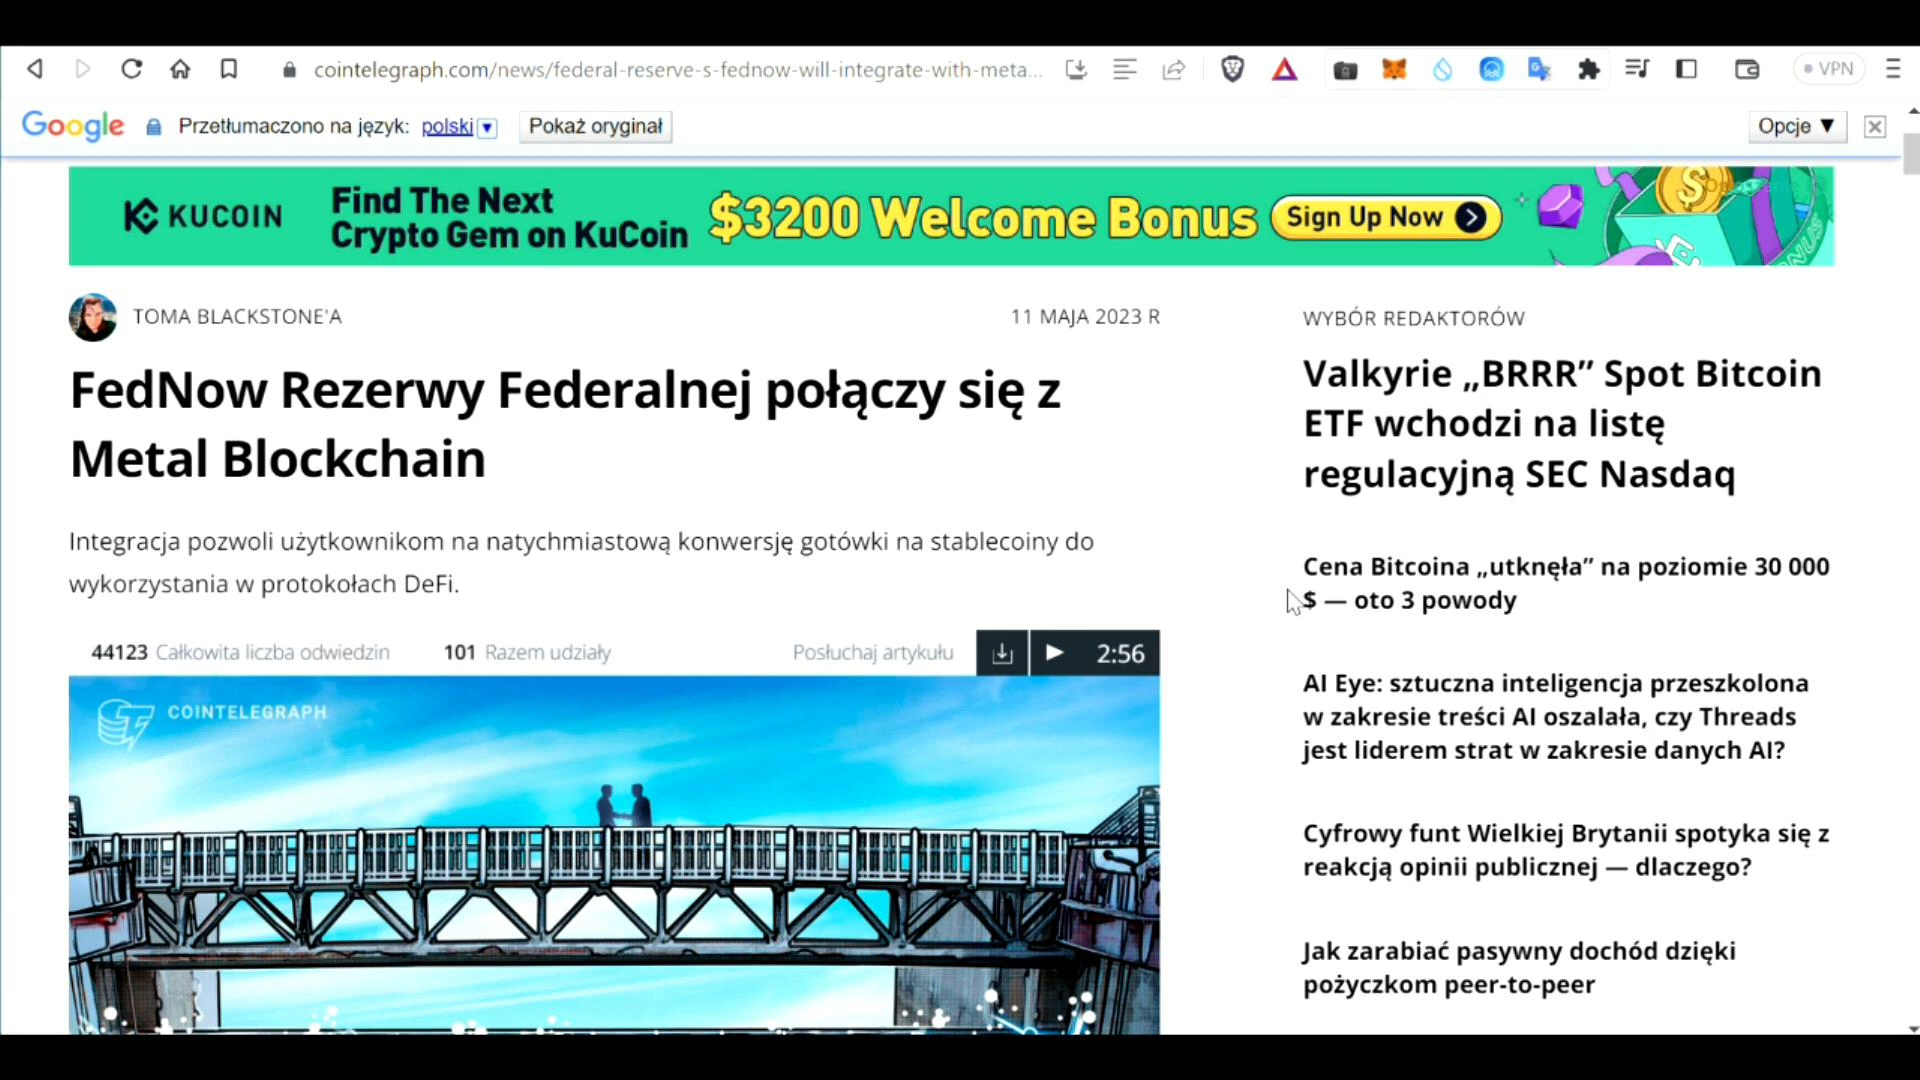 cointelegraph.com/news/federal-reserve-s-fednow-will-integrate-with-meta...
VPN
Google Przetłumaczono na język: polski Pokaż oryginał Opcje ▼
KUCOIN
Find The Next
Crypto Gem on KuCoin
$3200 Welcome Bonus
Sign Up Now
TOMA BLACKSTONE'A
11 MAJA 2023 R
FedNow Rezerwy Federalnej połączy się z
Metal Blockchain
Integracja pozwoli użytkownikom na natychmiastową konwersję gotówki na stablecoiny do
wykorzystania w protokołach DeFi.
44123 Całkowita liczba odwiedzin 101 Razem udziały Posłuchaj artykułu 2:56
COINTELEGRAPH
WYBÓR REDAKTORÓW
Valkyrie „BRRR” Spot Bitcoin
ETF wchodzi na listę
regulacyjną SEC Nasdaq
Cena Bitcoina „utknęła” na poziomie 30 000
$ — oto 3 powody
AI Eye: sztuczna inteligencja przeszkolona
w zakresie treści AI oszalała, czy Threads
jest liderem strat w zakresie danych AI?
Cyfrowy funt Wielkiej Brytanii spotyka się z
reakcją opinii publicznej — dlaczego?
Jak zarabiać pasywny dochód dzięki
pożyczkom peer-to-peer